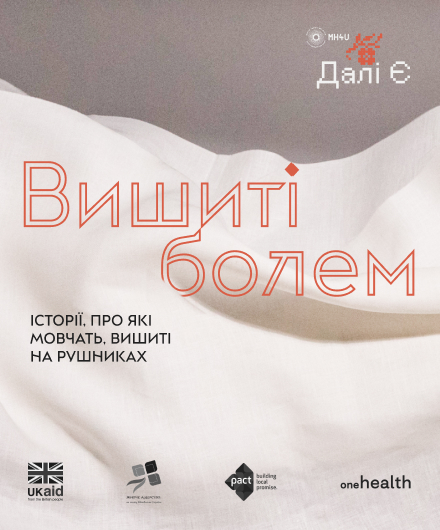 MH4U
Далі Є
Вишиті
болем
ІСТОРІЇ, ПРО ЯКІ
МОВЧАТЬ, ВИШИТІ
НА РУШНИКАХ
UKaid
from the British people
pact
building
local
promise.
onehealth